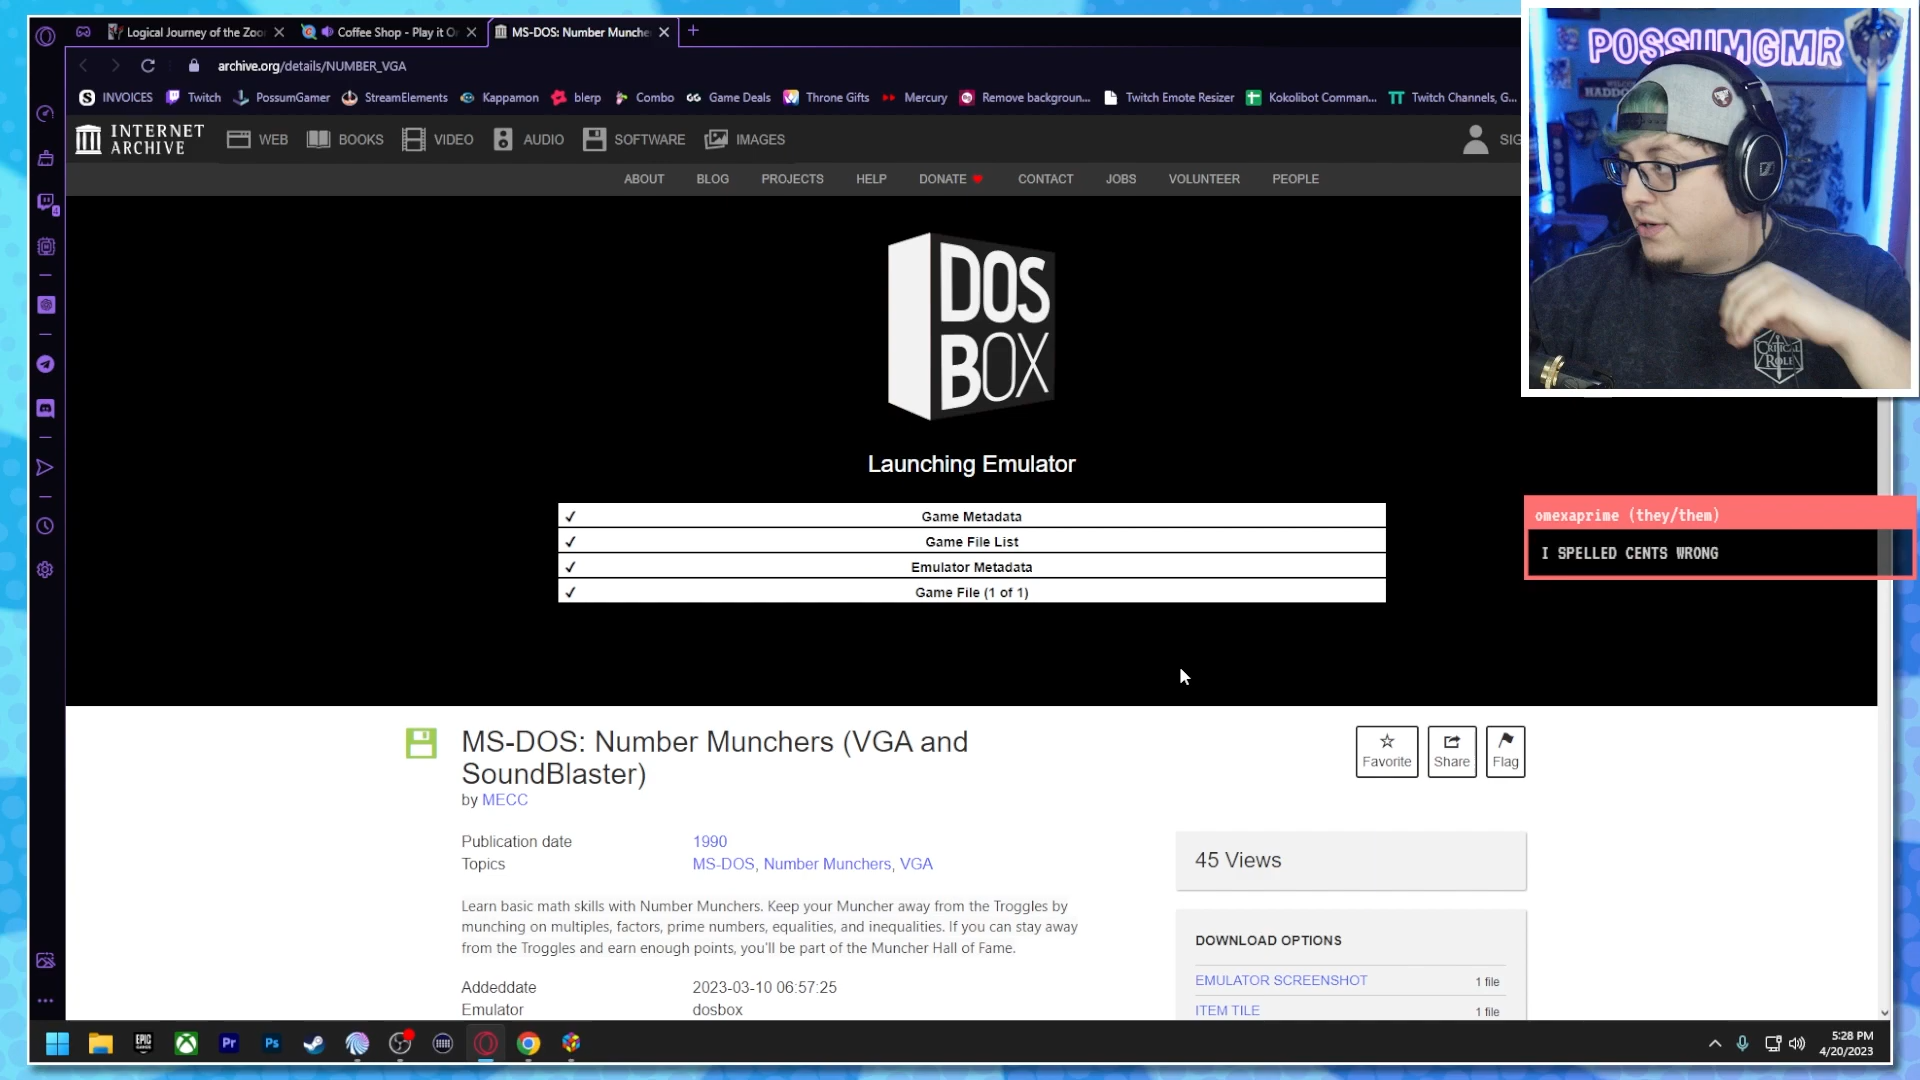 Logical Journey of the Zoo
Coffee Shop - Play it O
MS-DOS: Number Munche
archive.org/details/NUMBER_VGA
INVOICES
Twitch
PossumGamer
StreamElements
Kappamon
blerp
Combo
Game Deals
Throne Gifts
Mercury
Remove backgroun...
Twitch Emote Resizer
Kokolibot Comman...
Twitch Channels, G...
INTERNET
ARCHIVE
WEB
BOOKS
VIDEO
AUDIO
SOFTWARE
IMAGES
SIG
ABOUT
BLOG
PROJECTS
HELP
DONATE
CONTACT
JOBS
VOLUNTEER
PEOPLE
POSSUMGMR
CRITICAL
ROLE
DOS
BOX
Launching Emulator
✓ Game Metadata
✓ Game File List
✓ Emulator Metadata
✓ Game File (1 of 1)
omexaprime (they/them)
I SPELLED CENTS WRONG
MS-DOS: Number Munchers (VGA and
SoundBlaster)
by MECC
Favorite
Share
Flag
Publication date 1990
Topics MS-DOS, Number Munchers, VGA
45 Views
Learn basic math skills with Number Munchers. Keep your Muncher away from the Troggles by
munching on multiples, factors, prime numbers, equalities, and inequalities. If you can stay away
from the Troggles and earn enough points, you'll be part of the Muncher Hall of Fame.
DOWNLOAD OPTIONS
EMULATOR SCREENSHOT 1 file
ITEM TILE 1 file
Addeddate 2023-03-10 06:57:25
Emulator dosbox
EPIC
GAMES
Pr
Ps
5:28 PM
4/20/2023